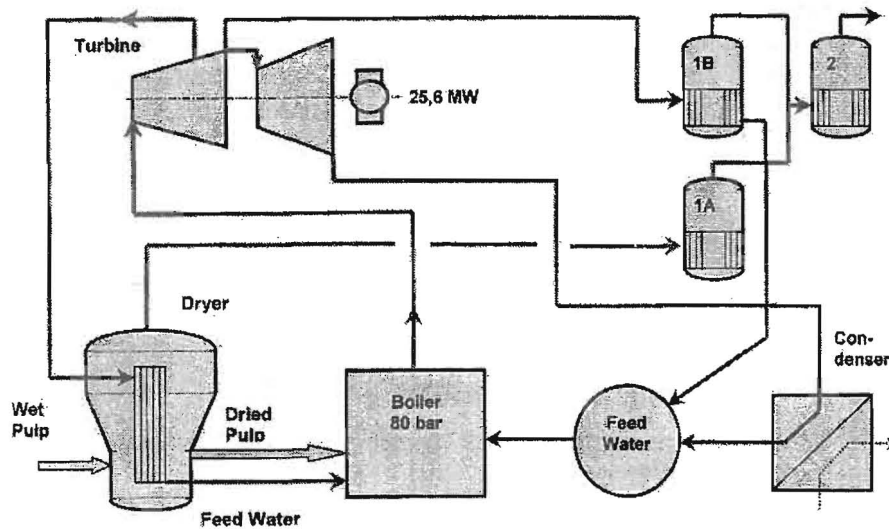 Turbine
25,6 MW
1B
2
1A
Dryer
Con-
denser
Wet
Pulp
Dried
Pulp
Boiler
80 bar
Feed
Water
Feed Water